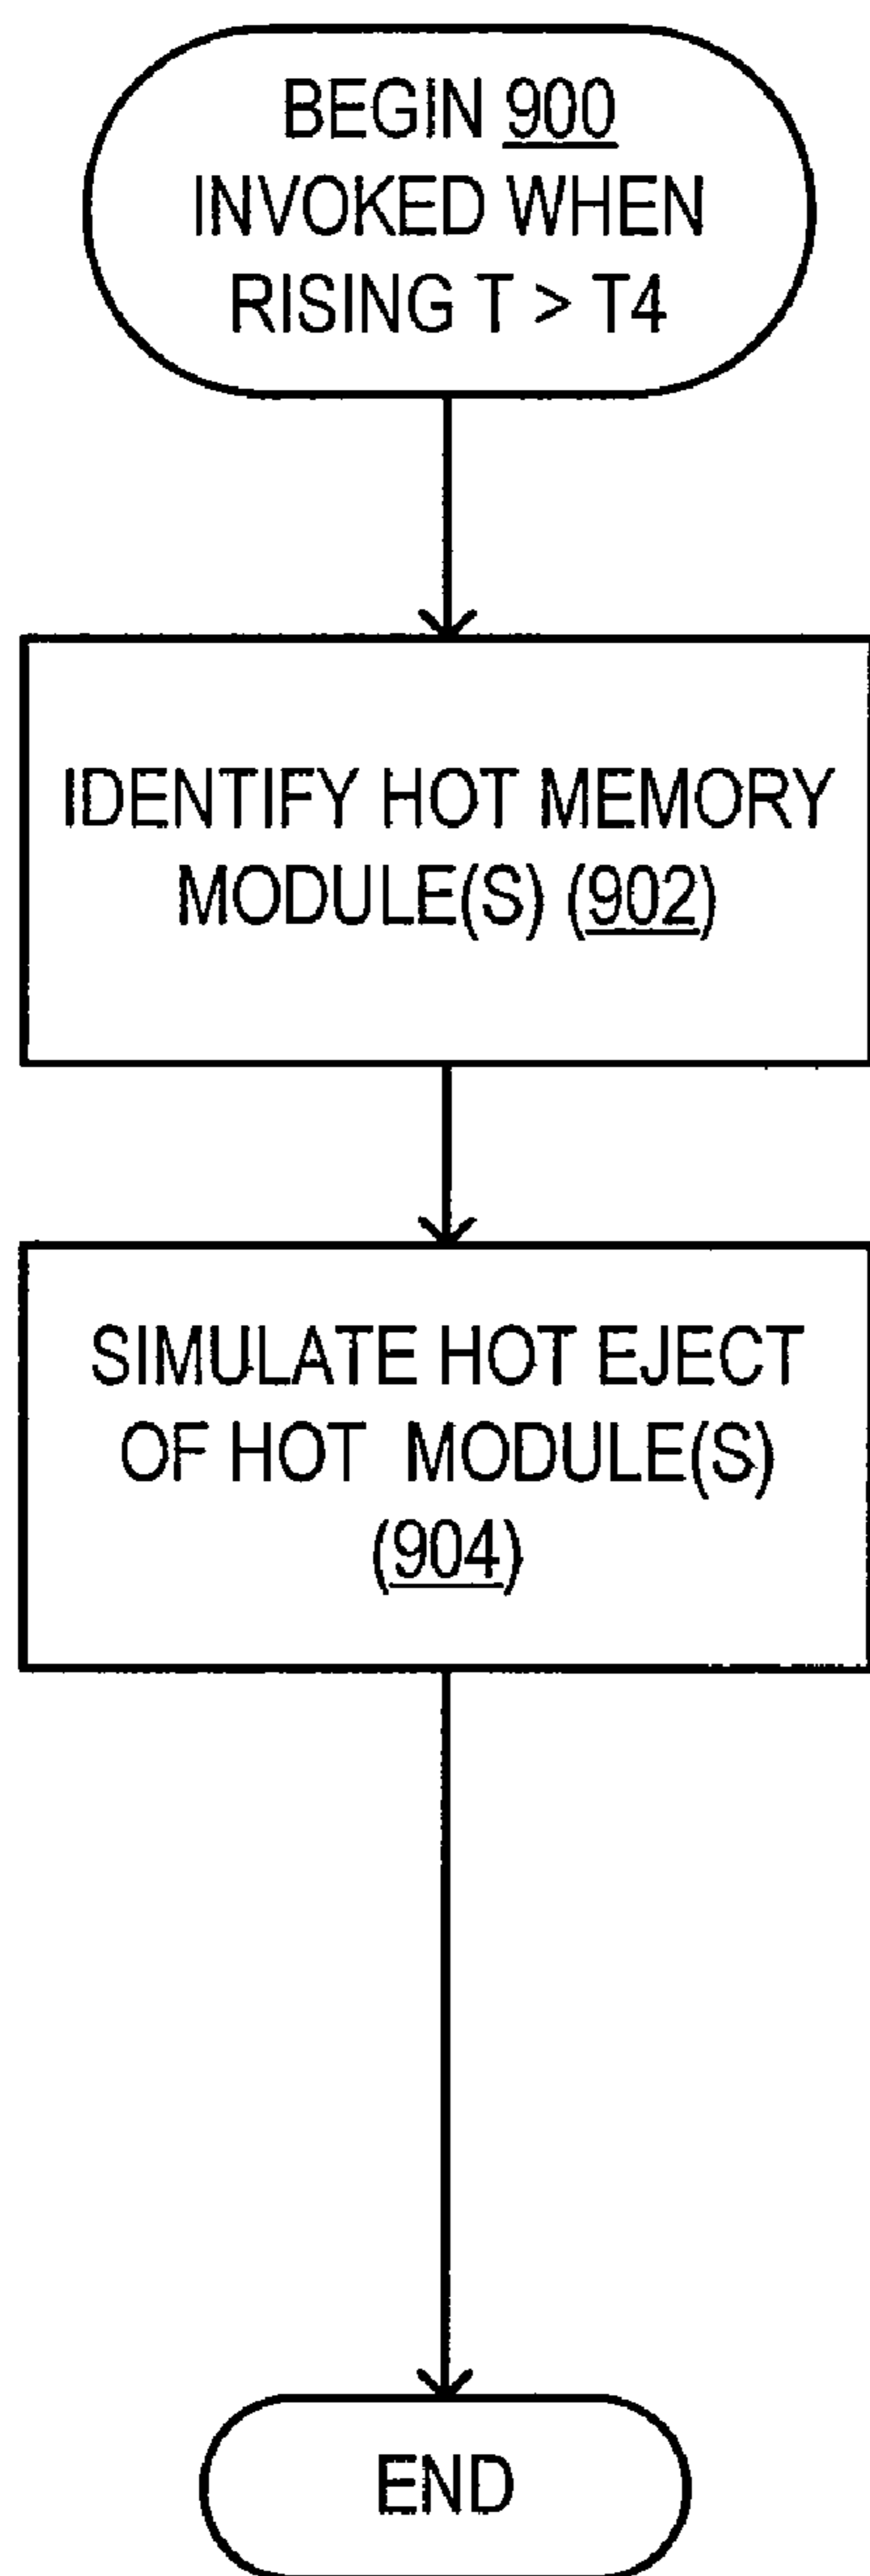 BEGIN 900
INVOKED WHEN
RISING T > T4
IDENTIFY HOT MEMORY
MODULE(S) (902)
SIMULATE HOT EJECT
OF HOT MODULE(S)
(904)
END